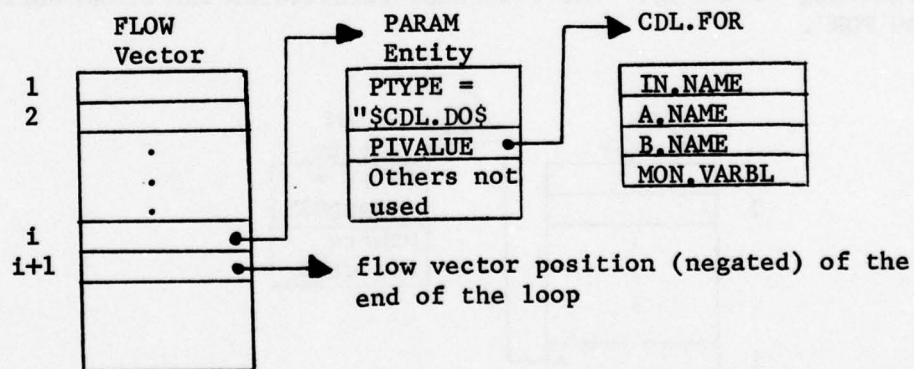 FLOW
Vector
1
2
i
i+1
PARAM
Entity
PTYPE =
"$CDL.DO$
PIVALUE
Others not
used
CDL.FOR
IN.NAME
A.NAME
B.NAME
MON.VARBL
flow vector position (negated) of the
end of the loop